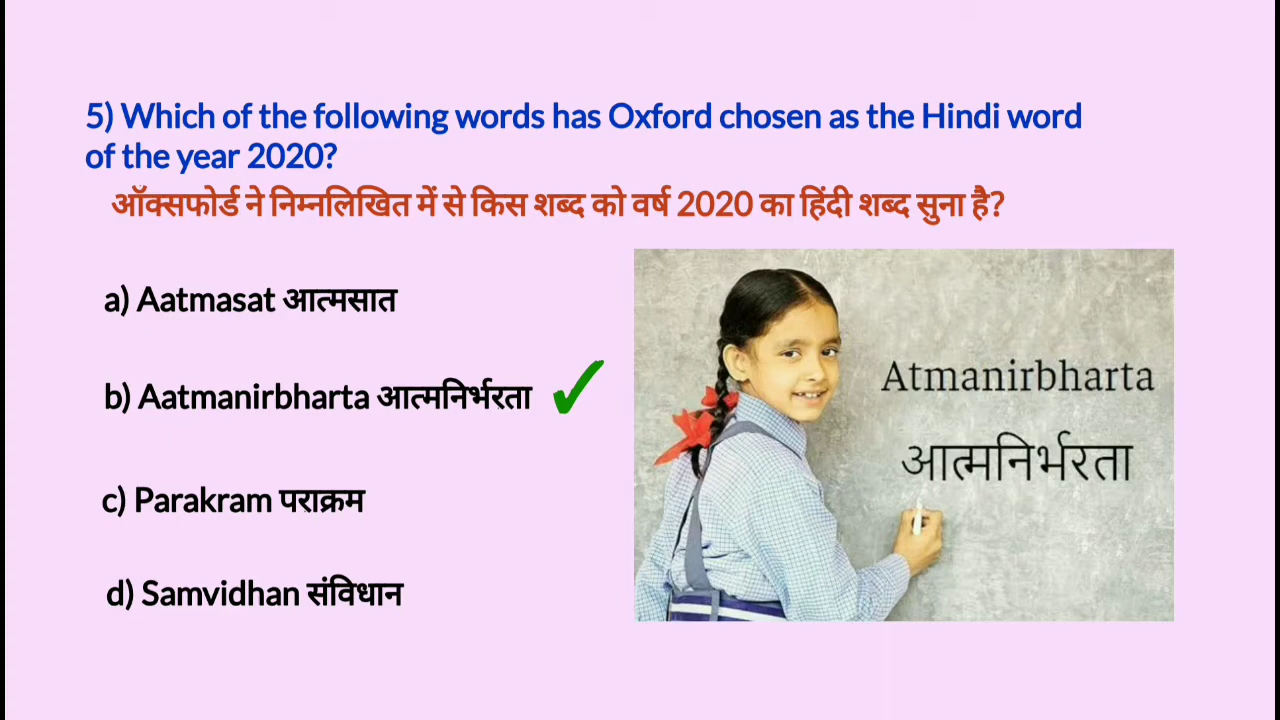 5) Which of the following words has Oxford chosen as the Hindi word
of the year 2020?
ऑक्सफोर्ड ने निम्नलिखित में से किस शब्द को वर्ष 2020 का हिंदी शब्द सुना है?
a) Aatmasat आत्मसात
b) Aatmanirbharta आत्मनिर्भरता
Atmanirbharta
आत्मनिर्भरता
c) Parakram पराक्रम
d) Samvidhan संविधान